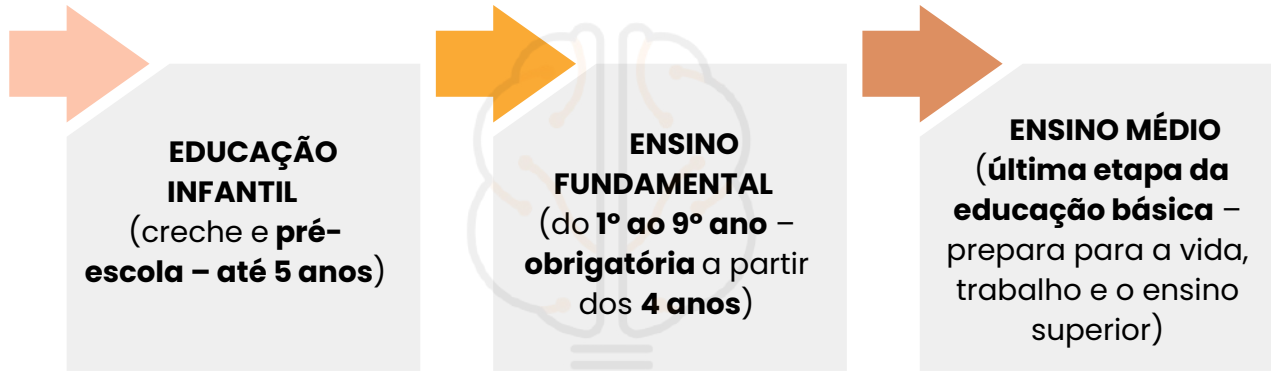 EDUCAÇÃO
INFANTIL
(creche e pré-
escola – até 5 anos)
ENSINO
FUNDAMENTAL
(do 1º ao 9º ano –
obrigatória a partir
dos 4 anos)
ENSINO MÉDIO
(última etapa da
educação básica –
prepara para a vida,
trabalho e o ensino
superior)